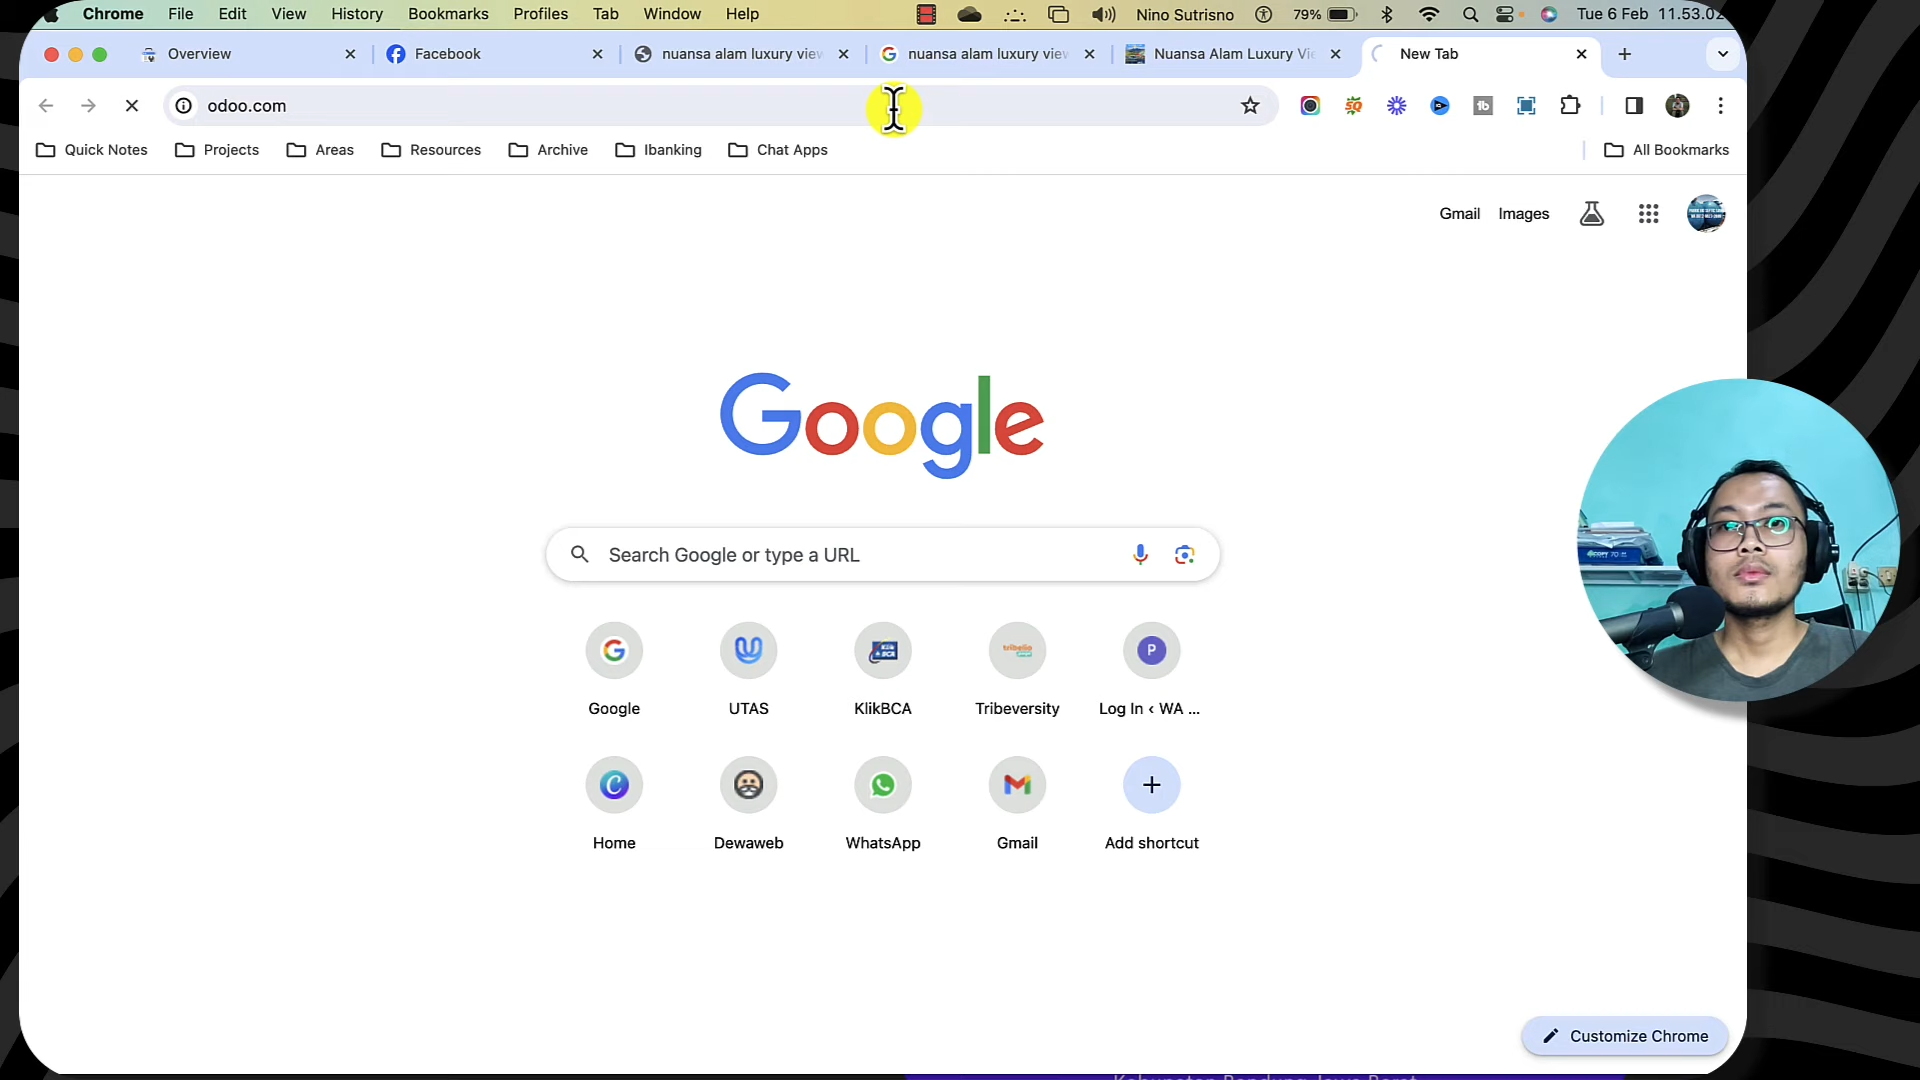 Chrome File Edit View History Bookmarks Profiles Tab Window Help Nino Sutrisno 79% Tue 6 Feb 11.53.02
Overview Facebook nuansa alam luxury view nuansa alam luxury view Nuansa Alam Luxury Vi New Tab
odoo.com
Quick Notes Projects Areas Resources Archive Ibanking Chat Apps All Bookmarks
Gmail Images
Google
Search Google or type a URL
Google UTAS KlikBCA Tribeversity Log In ‹ WA ...
Home Dewaweb WhatsApp Gmail Add shortcut
Customize Chrome